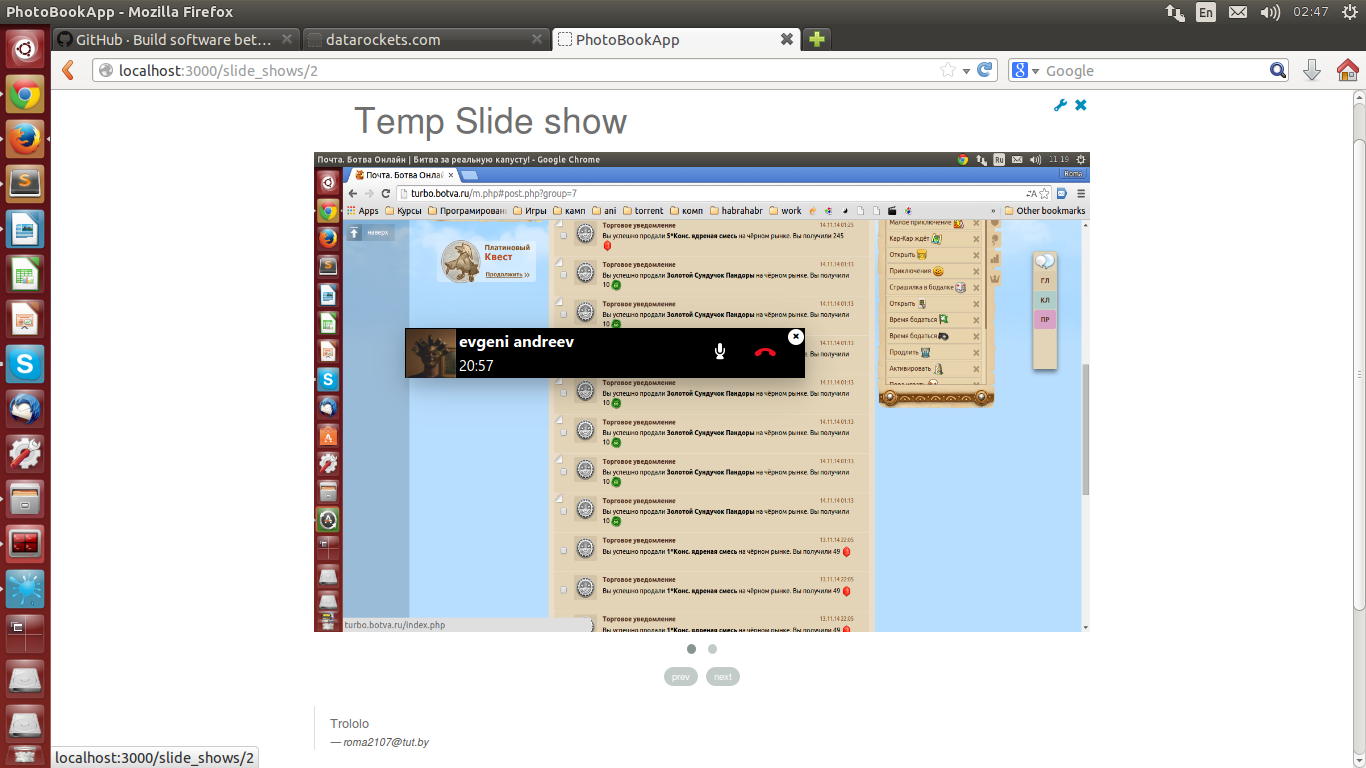 PhotoBookApp - Mozilla Firefox
En
02:47
GitHub · Build software bet...
datarockets.com
PhotoBookApp
localhost:3000/slide_shows/2
Google
Temp Slide show
Почта. Ботва Онлайн | Битва за реальную капусту! - Google Chrome
Ru
11:19
Почта. Ботва Онлай
Roma
turbo.botva.ru/m.php#post.php?group=7
Apps
Курсы
Програмирован
Игры
камп
ani
torrent
комп
habrahabr
work
»
Other bookmarks
наверх
Платиновый
Квест
Продолжить »
Торговое уведомление
14.11.14 01:25
Вы успешно продали 5*Конс. ядреная смесь на чёрном рынке. Вы получили 245
Торговое уведомление
14.11.14 01:13
Вы успешно продали Золотой Сундучок Пандоры на чёрном рынке. Вы получили
10
Торговое уведомление
14.11.14 01:13
Вы успешно продали Золотой Сундучок Пандоры на чёрном рынке. Вы получили
10
14.11.14 01:13
evgeni andreev
20:57
14.11.14 01:13
Вы успешно продали Золотой Сундучок Пандоры на чёрном рынке. Вы получили
10
Торговое уведомление
14.11.14 01:13
Вы успешно продали Золотой Сундучок Пандоры на чёрном рынке. Вы получили
10
Торговое уведомление
14.11.14 01:13
Вы успешно продали Золотой Сундучок Пандоры на чёрном рынке. Вы получили
10
Торговое уведомление
14.11.14 01:13
Вы успешно продали Золотой Сундучок Пандоры на чёрном рынке. Вы получили
10
Торговое уведомление
13.11.14 22:05
Вы успешно продали 1*Конс. ядреная смесь на чёрном рынке. Вы получили 49
Торговое уведомление
13.11.14 22:05
Вы успешно продали 1*Конс. ядреная смесь на чёрном рынке. Вы получили 49
Торговое уведомление
13.11.14 22:05
Вы успешно продали 1*Конс. ядреная смесь на чёрном рынке. Вы получили 49
Малое приключение
Кар-Кар ждёт
Открыть
Приключения
Страшилка в бодалке
Открыть
Время бодаться
Время бодаться
Продлить
Активировать
ГЛ
КЛ
ПР
turbo.botva.ru/index.php
prev
next
Trololo
— roma2107@tut.by
localhost:3000/slide_shows/2